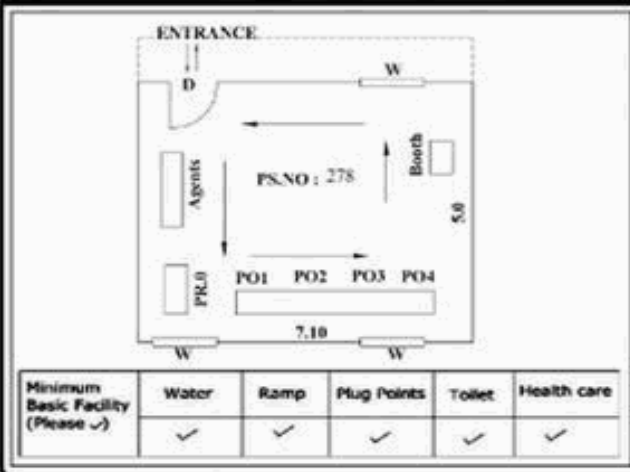 ENTRANCE
D
W
Agents
PS.NO : 278
Booth
5.0
PR.0
PO1 PO2 PO3 PO4
7.10
W W
Minimum Basic Facility (Please ✓) Water Ramp Plug Points Toilet Health care
✓ ✓ ✓ ✓ ✓